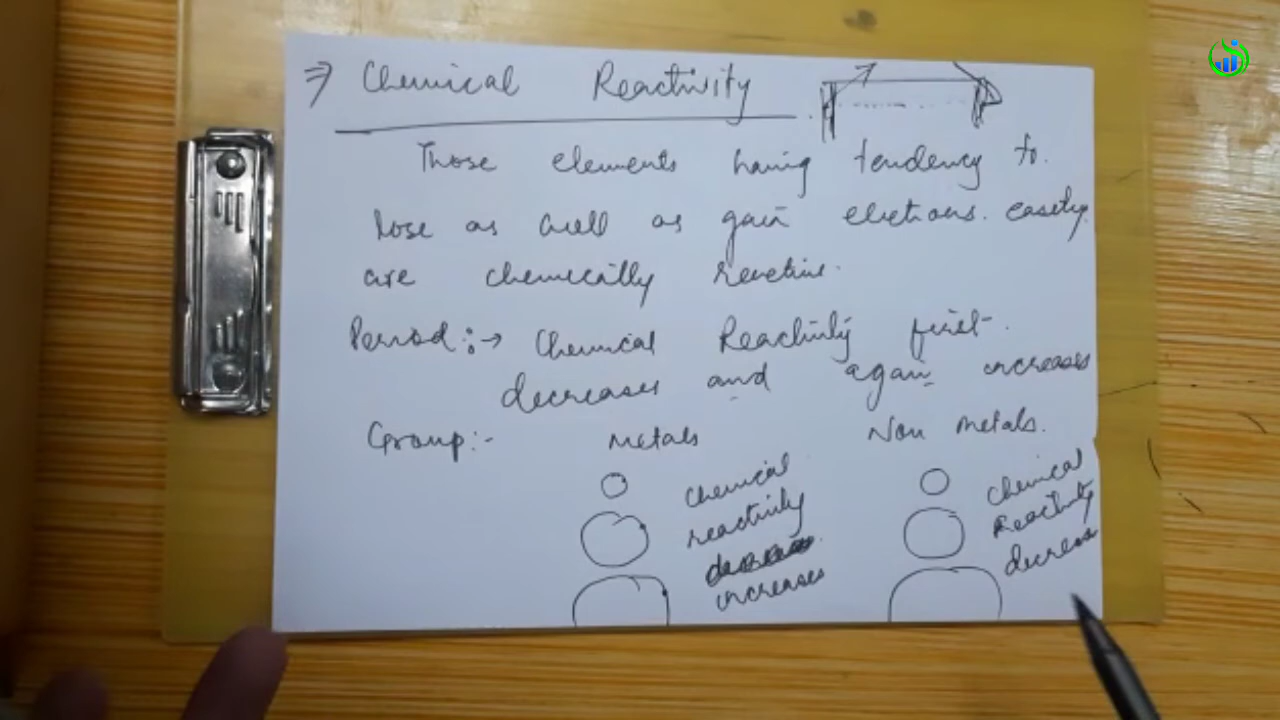 ⇒ Chemical Reactivity
Those elements having tendency to.
lose as well as gain electrons. easily
are chemically reactive.
Period:→ Chemical Reactivity first.
decreases and again increases
Group:- Metals Non metals.
chemical
reactivity
increases
chemical
Reactivity
decreas